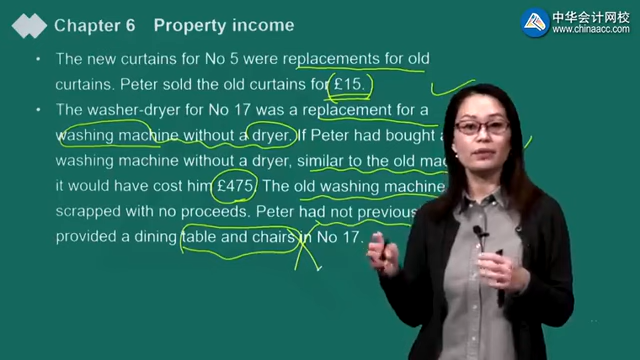 中华会计网校
www.chinaacc.com
Chapter 6 Property income
• The new curtains for No 5 were replacements for old
curtains. Peter sold the old curtains for £15.
• The washer-dryer for No 17 was a replacement for a
washing machine without a dryer. If Peter had bought a
washing machine without a dryer, similar to the old
it would have cost him £475. The old washing machine
scrapped with no proceeds. Peter had not
provided a dining table and chairs in No 17.